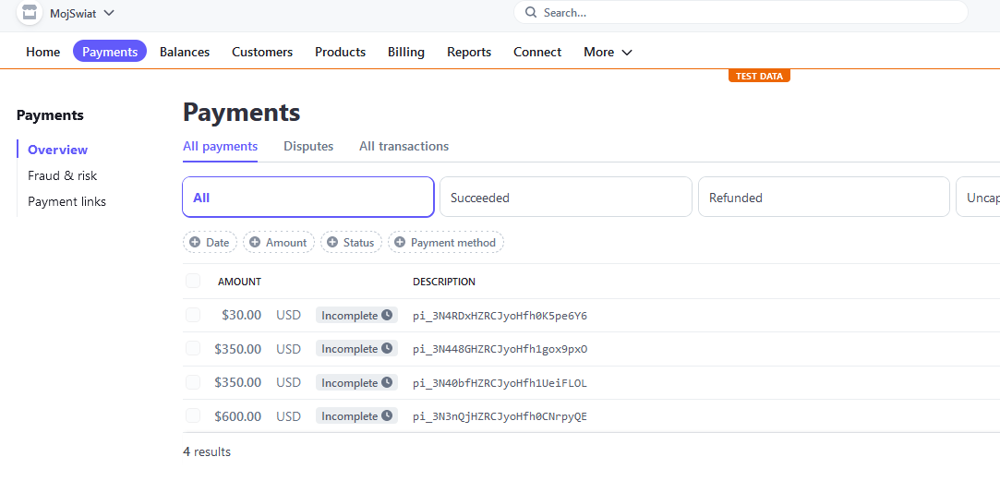 MojSwiat
Search...
Home Payments Balances Customers Products Billing Reports Connect More
TEST DATA
Payments
Overview
Fraud & risk
Payment links
Payments
All payments Disputes All transactions
All Succeeded Refunded Uncap
Date Amount Status Payment method
AMOUNT DESCRIPTION
$30.00 USD Incomplete pi_3N4RDxHZRCJyoHfh0K5pe6Y6
$350.00 USD Incomplete pi_3N448GHZRCJyoHfh1gox9pxO
$350.00 USD Incomplete pi_3N40bfHZRCJyoHfh1UeiFLOL
$600.00 USD Incomplete pi_3N3nQjHZRCJyoHfh0CNrpyQE
4 results